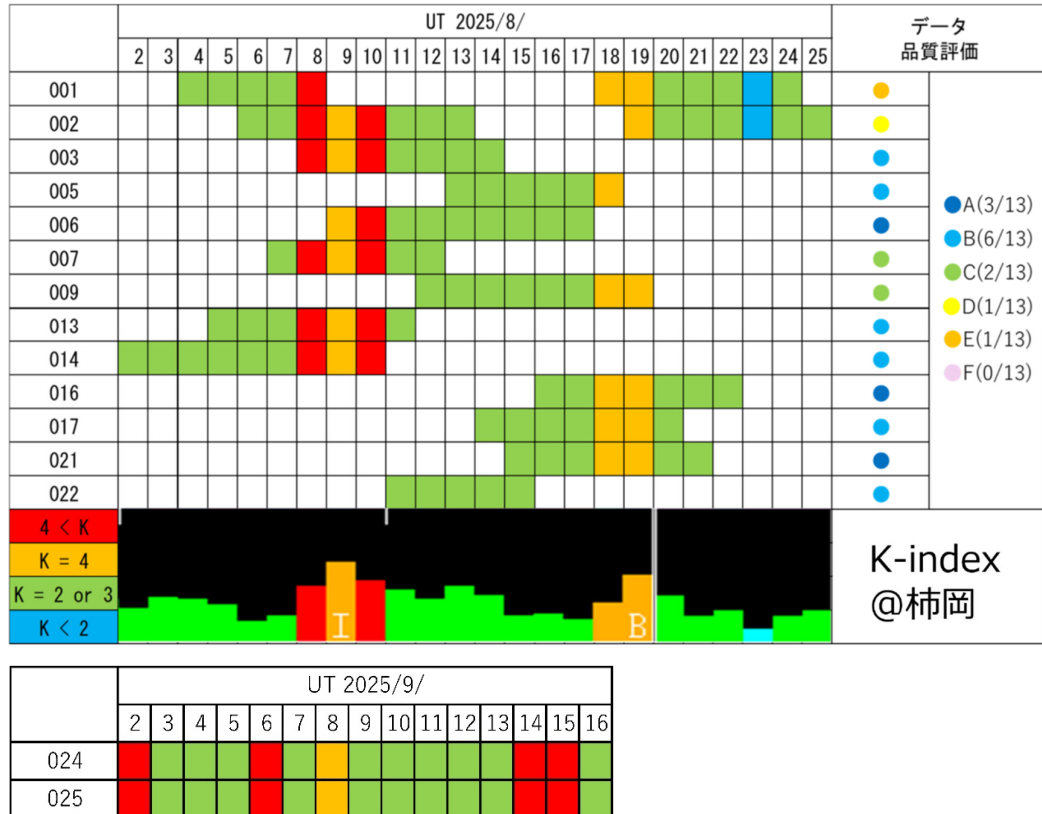 UT 2025/8/
データ
品質評価
2 3 4 5 6 7 8 9 10 11 12 13 14 15 16 17 18 19 20 21 22 23 24 25
001
002
003
005
006
007
009
013
014
016
017
021
022
A(3/13)
B(6/13)
C(2/13)
D(1/13)
E(1/13)
F(0/13)
4 < K
K = 4
K = 2 or 3
K < 2
I
B
K-index
@柿岡
UT 2025/9/
2 3 4 5 6 7 8 9 10 11 12 13 14 15 16
024
025